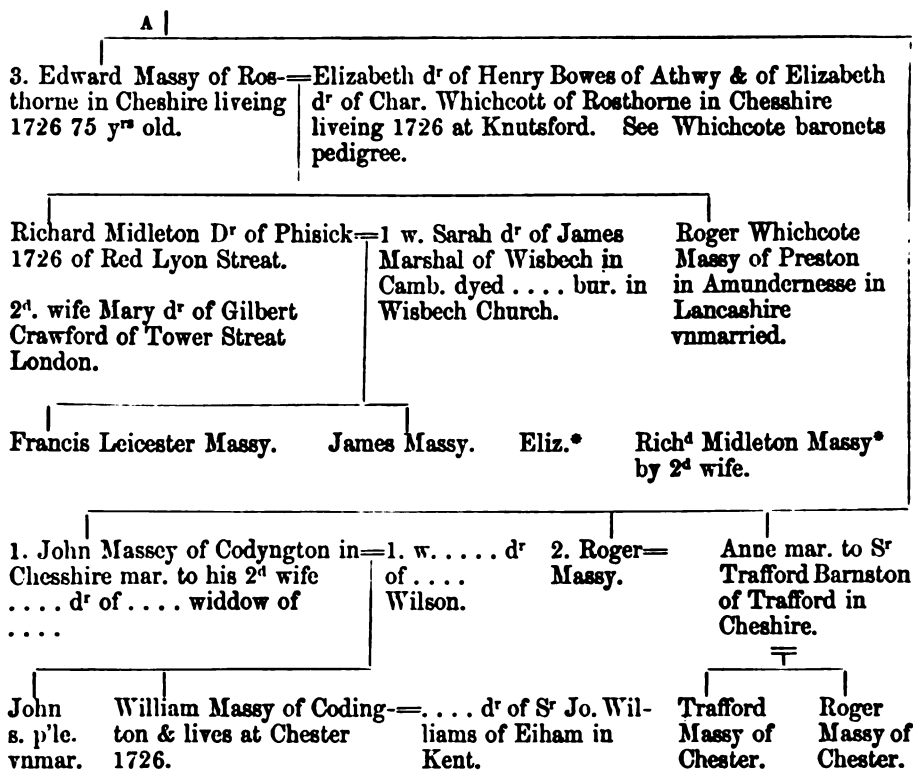 A
3. Edward Massy of Ros-=Elizabeth dʳ of Henry Bowes of Athwy & of Elizabeth
thorne in Cheshire liveing dʳ of Char. Whichcott of Rosthorne in Chesshire
1726 75 yʳˢ old. liveing 1726 at Knutsford. See Whichcote baronets
pedigree.
Richard Midleton Dʳ of Phisick=1 w. Sarah dʳ of James
1726 of Red Lyon Streat. Marshal of Wisbech in
Camb. dyed . . . . bur. in
Wisbech Church.
2ᵈ. wife Mary dʳ of Gilbert
Crawford of Tower Streat
London.
Roger Whichcote
Massy of Preston
in Amundernesse in
Lancashire
vnmarried.
Francis Leicester Massy. James Massy. Eliz.* Richᵈ Midleton Massy*
by 2ᵈ wife.
1. John Massey of Codyngton in=1. w. . . . . dʳ
Chesshire mar. to his 2ᵈ wife of . . . .
. . . . dʳ of . . . . widdow of Wilson.
. . . .
2. Roger=
Massy.
Anne mar. to Sʳ
Trafford Barnston
of Trafford in
Cheshire.
John
s. p'le.
vnmar.
William Massy of Coding-=. . . . dʳ of Sʳ Jo. Wil-
ton & lives at Chester liams of Eiham in
1726. Kent.
Trafford
Massy of
Chester.
Roger
Massy of
Chester.